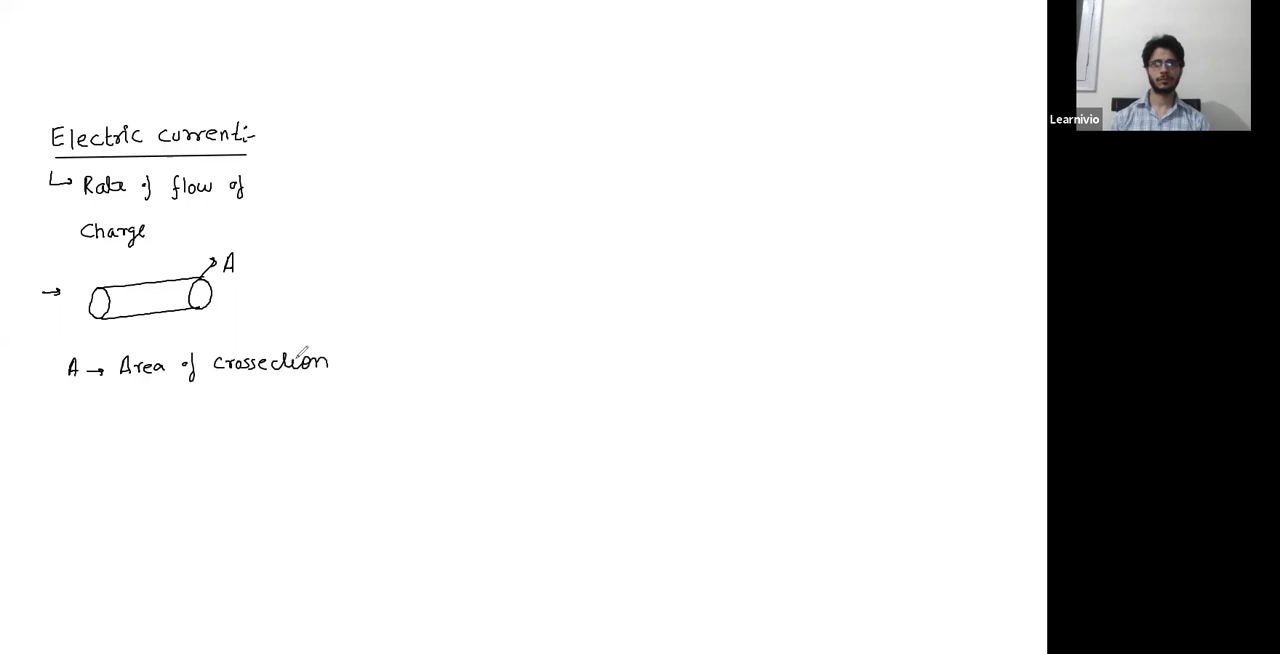 Electric current:-
↳ Rate of flow of
Charge
→ A
A → Area of crossection
Learnivio